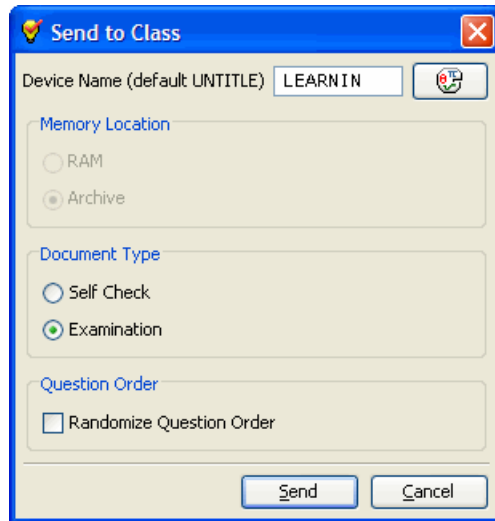 Send to Class
Device Name (default UNTITLE) LEARNIN
Memory Location
RAM
Archive
Document Type
Self Check
Examination
Question Order
Randomize Question Order
Send Cancel